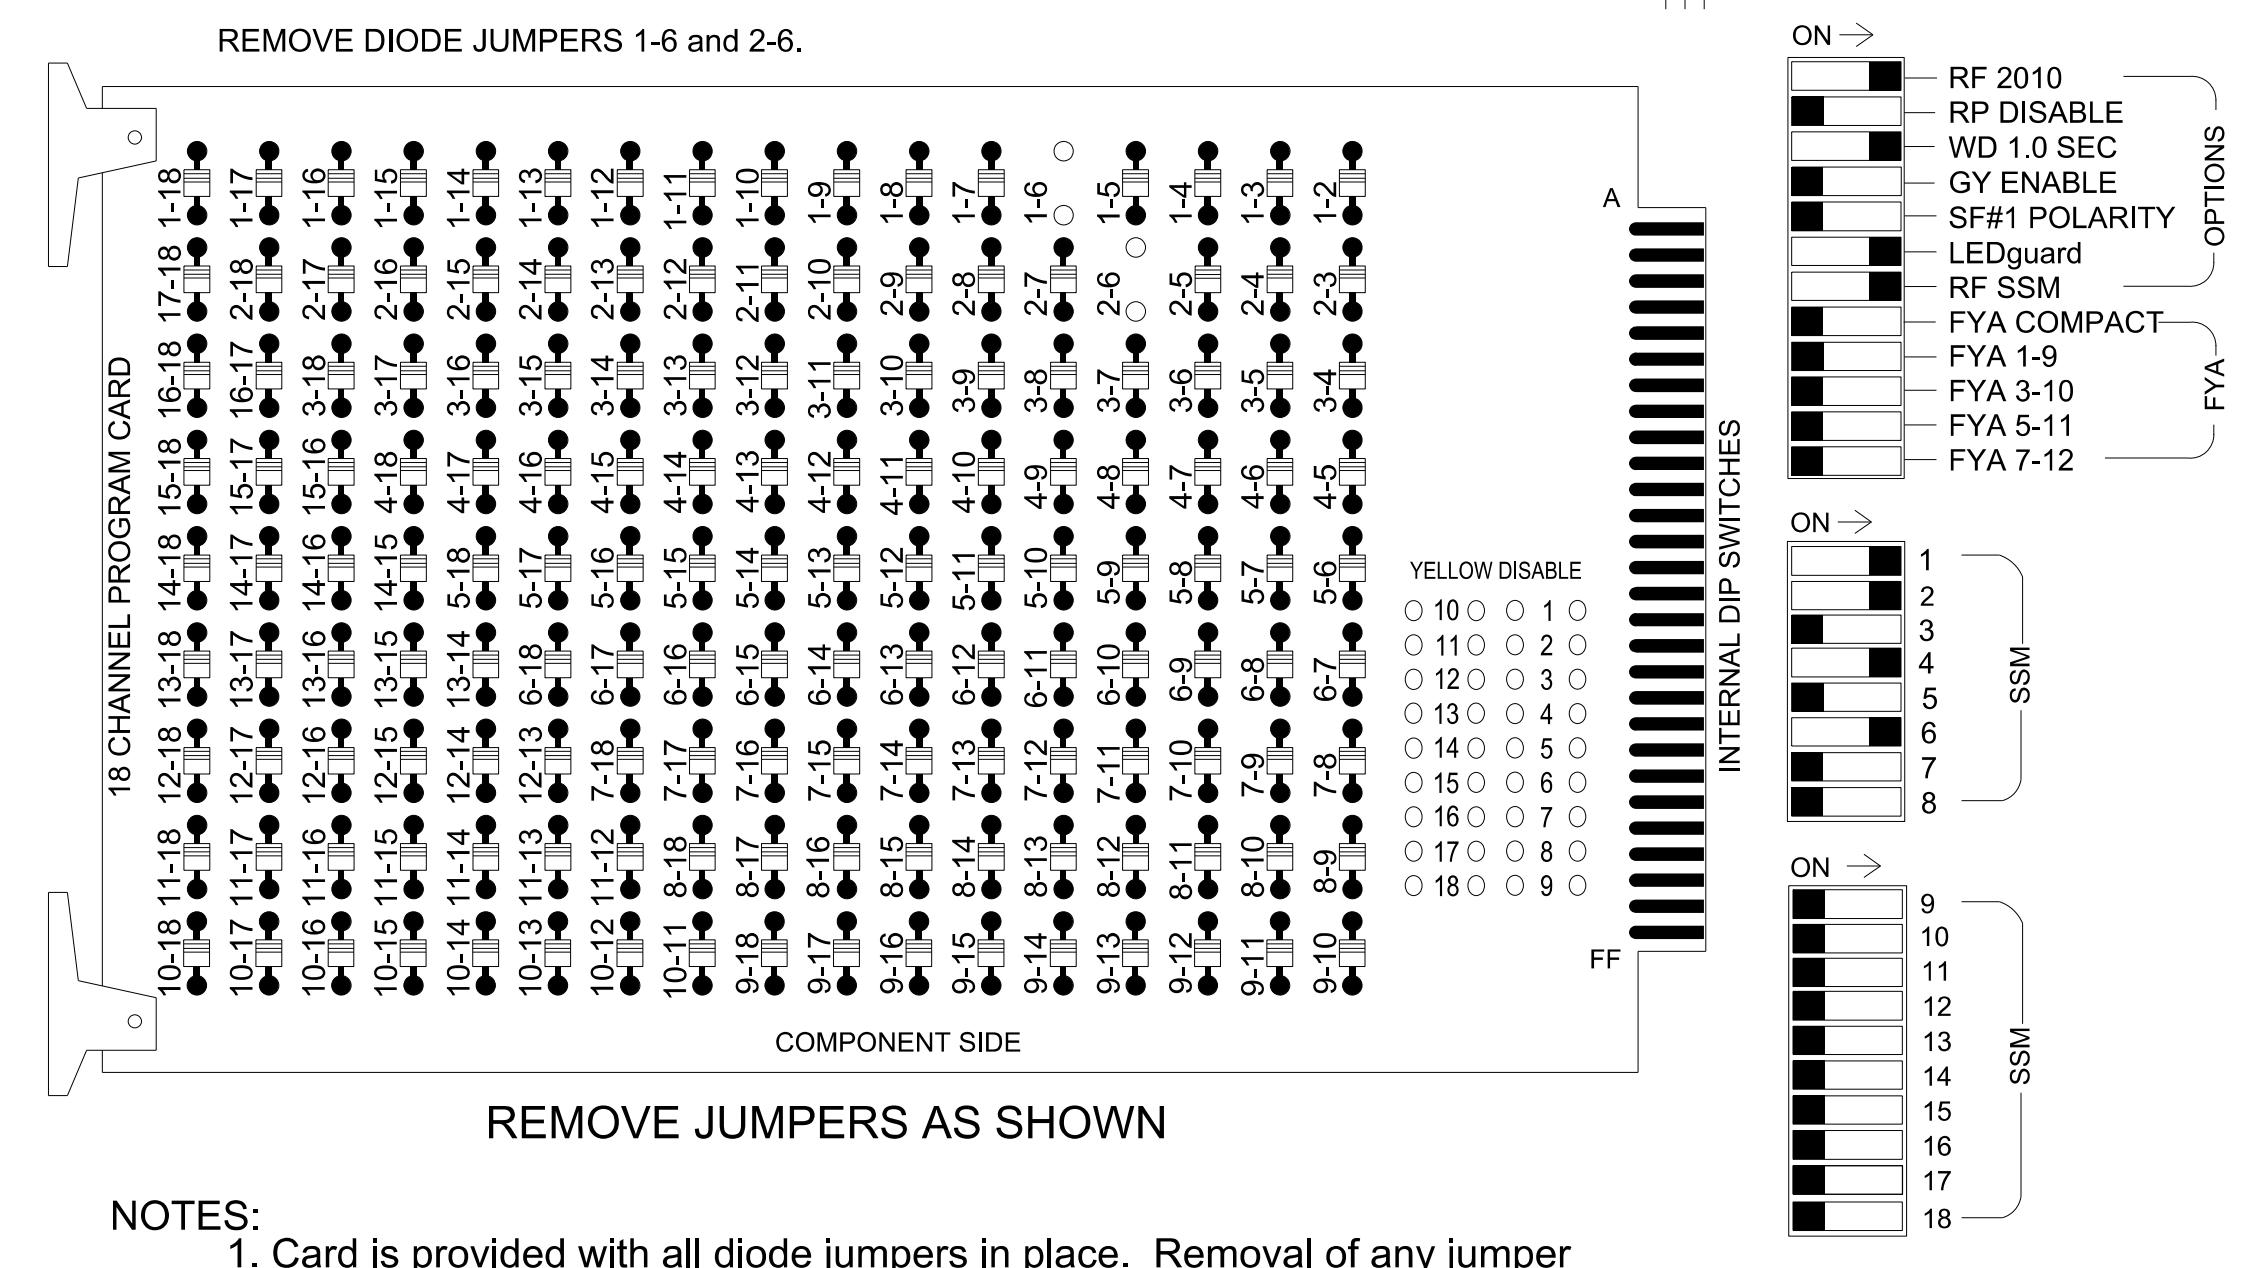 REMOVE DIODE JUMPERS 1-6 and 2-6.
18 CHANNEL PROGRAM CARD
1-18 1-17 1-16 1-15 1-14 1-13 1-12 1-11 1-10 1-9 1-8 1-7 1-6 1-5 1-4 1-3 1-2
17-18 2-18 2-17 2-16 2-15 2-14 2-13 2-12 2-11 2-10 2-9 2-8 2-7 2-6 2-5 2-4 2-3
16-18 16-17 3-18 3-17 3-16 3-15 3-14 3-13 3-12 3-11 3-10 3-9 3-8 3-7 3-6 3-5 3-4
15-18 15-17 15-16 4-18 4-17 4-16 4-15 4-14 4-13 4-12 4-11 4-10 4-9 4-8 4-7 4-6 4-5
14-18 14-17 14-16 14-15 5-18 5-17 5-16 5-15 5-14 5-13 5-12 5-11 5-10 5-9 5-8 5-7 5-6
13-18 13-17 13-16 13-15 13-14 6-18 6-17 6-16 6-15 6-14 6-13 6-12 6-11 6-10 6-9 6-8 6-7
12-18 12-17 12-16 12-15 12-14 12-13 7-18 7-17 7-16 7-15 7-14 7-13 7-12 7-11 7-10 7-9 7-8
11-18 11-17 11-16 11-15 11-14 11-13 11-12 8-18 8-17 8-16 8-15 8-14 8-13 8-12 8-11 8-10 8-9
10-18 10-17 10-16 10-15 10-14 10-13 10-12 10-11 9-18 9-17 9-16 9-15 9-14 9-13 9-12 9-11 9-10
YELLOW DISABLE
10 1
11 2
12 3
13 4
14 5
15 6
16 7
17 8
18 9
A
FF
COMPONENT SIDE
INTERNAL DIP SWITCHES
ON
RF 2010
RP DISABLE
WD 1.0 SEC
GY ENABLE
SF#1 POLARITY
LEDguard
RF SSM
OPTIONS
FYA COMPACT
FYA 1-9
FYA 3-10
FYA 5-11
FYA 7-12
FYA
ON
1
2
3
4
5
6
7
8
SSM
ON
9
10
11
12
13
14
15
16
17
18
SSM
REMOVE JUMPERS AS SHOWN
NOTES:
1. Card is provided with all diode jumpers in place. Removal of any jumper